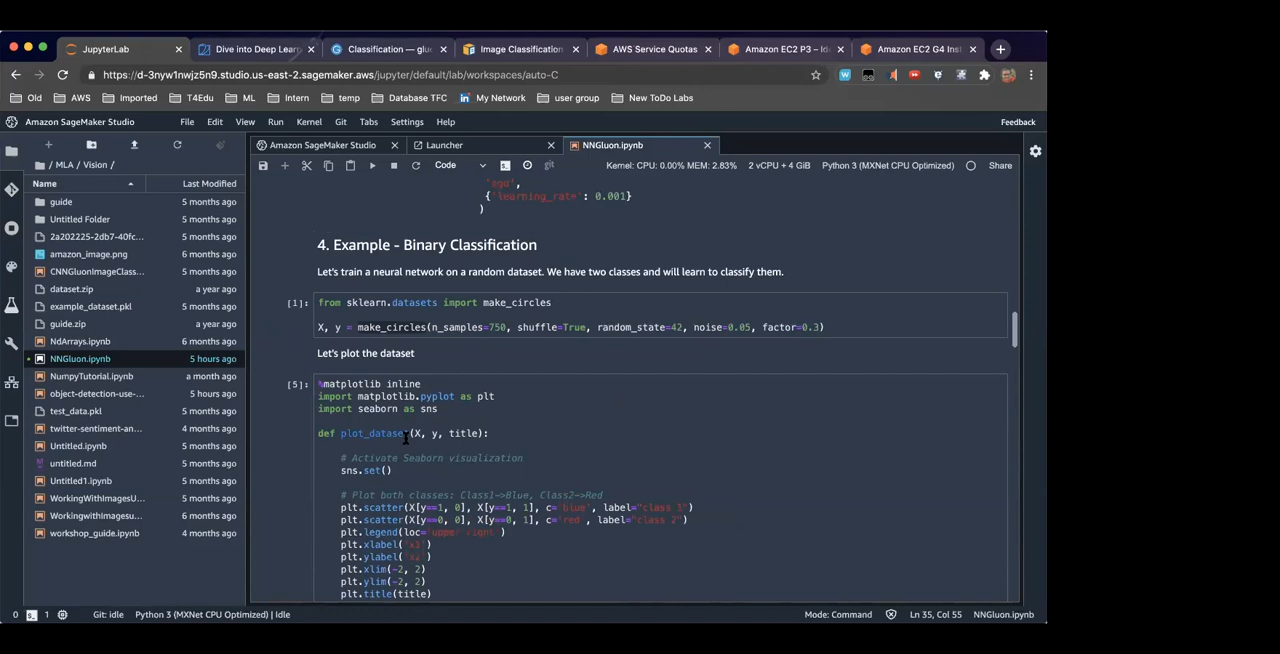 JupyterLab
Dive into Deep Learn
Classification — glu
Image Classification
AWS Service Quotas
Amazon EC2 P3 – Id
Amazon EC2 G4 Inst
https://d-3nyw1nwjz5n9.studio.us-east-2.sagemaker.aws/jupyter/default/lab/workspaces/auto-C
Old AWS Imported T4Edu ML Intern temp Database TFC My Network user group New ToDo Labs
Amazon SageMaker Studio File Edit View Run Kernel Git Tabs Settings Help Feedback
Amazon SageMaker Studio Launcher NNGluon.ipynb
/ MLA / Vision /
Code git Kernel: CPU: 0.00% MEM: 2.83% 2 vCPU + 4 GiB Python 3 (MXNet CPU Optimized) Share
Name Last Modified
guide 5 months ago
Untitled Folder 5 months ago
2a202225-2db7-40fc... 5 months ago
amazon_image.png 6 months ago
CNNGluonImageClass... 5 months ago
dataset.zip a year ago
example_dataset.pkl 6 months ago
guide.zip a year ago
NdArrays.ipynb 6 months ago
NNGluon.ipynb 5 hours ago
NumpyTutorial.ipynb a month ago
object-detection-use-... 5 hours ago
test_data.pkl 5 months ago
twitter-sentiment-an... 5 months ago
Untitled.ipynb 5 months ago
untitled.md 5 months ago
Untitled1.ipynb 5 months ago
WorkingWithImagesU... 5 months ago
WorkingwithImagesu... 5 months ago
workshop_guide.ipynb 4 months ago
'sgd',
{'learning_rate': 0.001}
)
4. Example - Binary Classification
Let's train a neural network on a random dataset. We have two classes and will learn to classify them.
[1]: from sklearn.datasets import make_circles
X, y = make_circles(n_samples=750, shuffle=True, random_state=42, noise=0.05, factor=0.3)
Let's plot the dataset
[5]: %matplotlib inline
import matplotlib.pyplot as plt
import seaborn as sns
def plot_dataset(X, y, title):
# Activate Seaborn visualization
sns.set()
# Plot both classes: Class1->Blue, Class2->Red
plt.scatter(X[y==1, 0], X[y==1, 1], c='blue', label="class 1")
plt.scatter(X[y==0, 0], X[y==0, 1], c='red', label="class 2")
plt.legend(loc='upper right')
plt.xlabel('x1')
plt.ylabel('x2')
plt.xlim(-2, 2)
plt.ylim(-2, 2)
plt.title(title)
0 1 Git: idle Python 3 (MXNet CPU Optimized) | Idle Mode: Command Ln 35, Col 55 NNGluon.ipynb